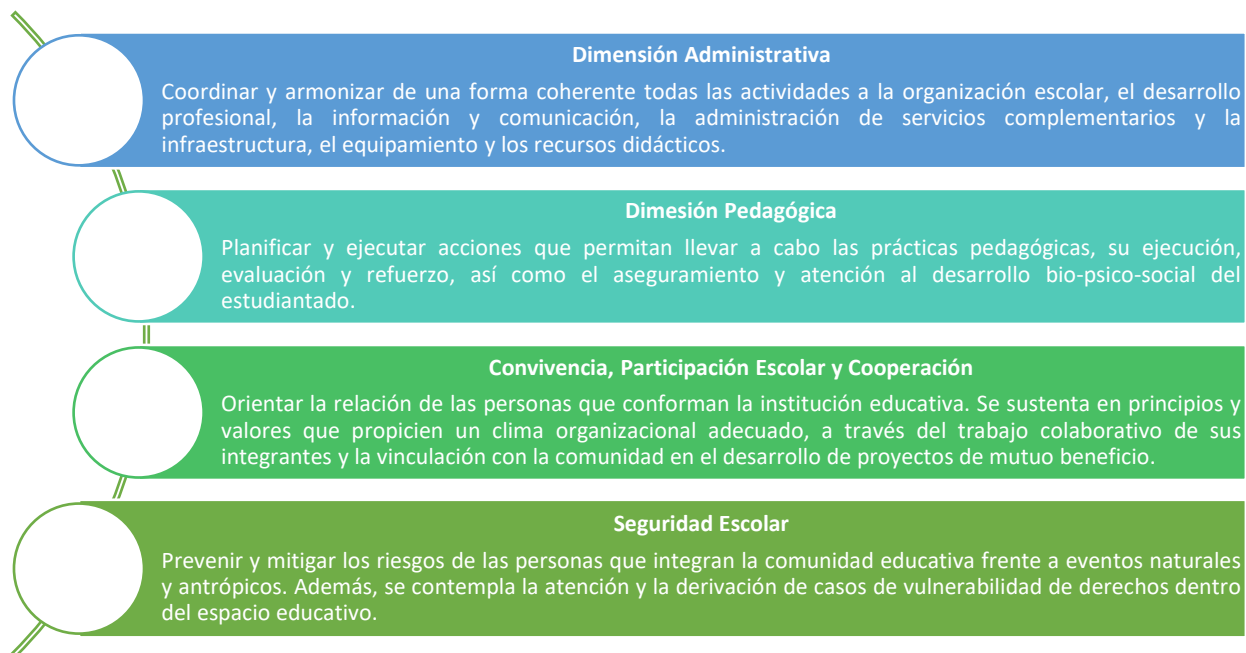 Dimensión Administrativa
Coordinar y armonizar de una forma coherente todas las actividades a la organización escolar, el desarrollo
profesional, la información y comunicación, la administración de servicios complementarios y la
infraestructura, el equipamiento y los recursos didácticos.
Dimesión Pedagógica
Planificar y ejecutar acciones que permitan llevar a cabo las prácticas pedagógicas, su ejecución,
evaluación y refuerzo, así como el aseguramiento y atención al desarrollo bio-psico-social del
estudiantado.
Convivencia, Participación Escolar y Cooperación
Orientar la relación de las personas que conforman la institución educativa. Se sustenta en principios y
valores que propicien un clima organizacional adecuado, a través del trabajo colaborativo de sus
integrantes y la vinculación con la comunidad en el desarrollo de proyectos de mutuo beneficio.
Seguridad Escolar
Prevenir y mitigar los riesgos de las personas que integran la comunidad educativa frente a eventos naturales
y antrópicos. Además, se contempla la atención y la derivación de casos de vulnerabilidad de derechos dentro
del espacio educativo.